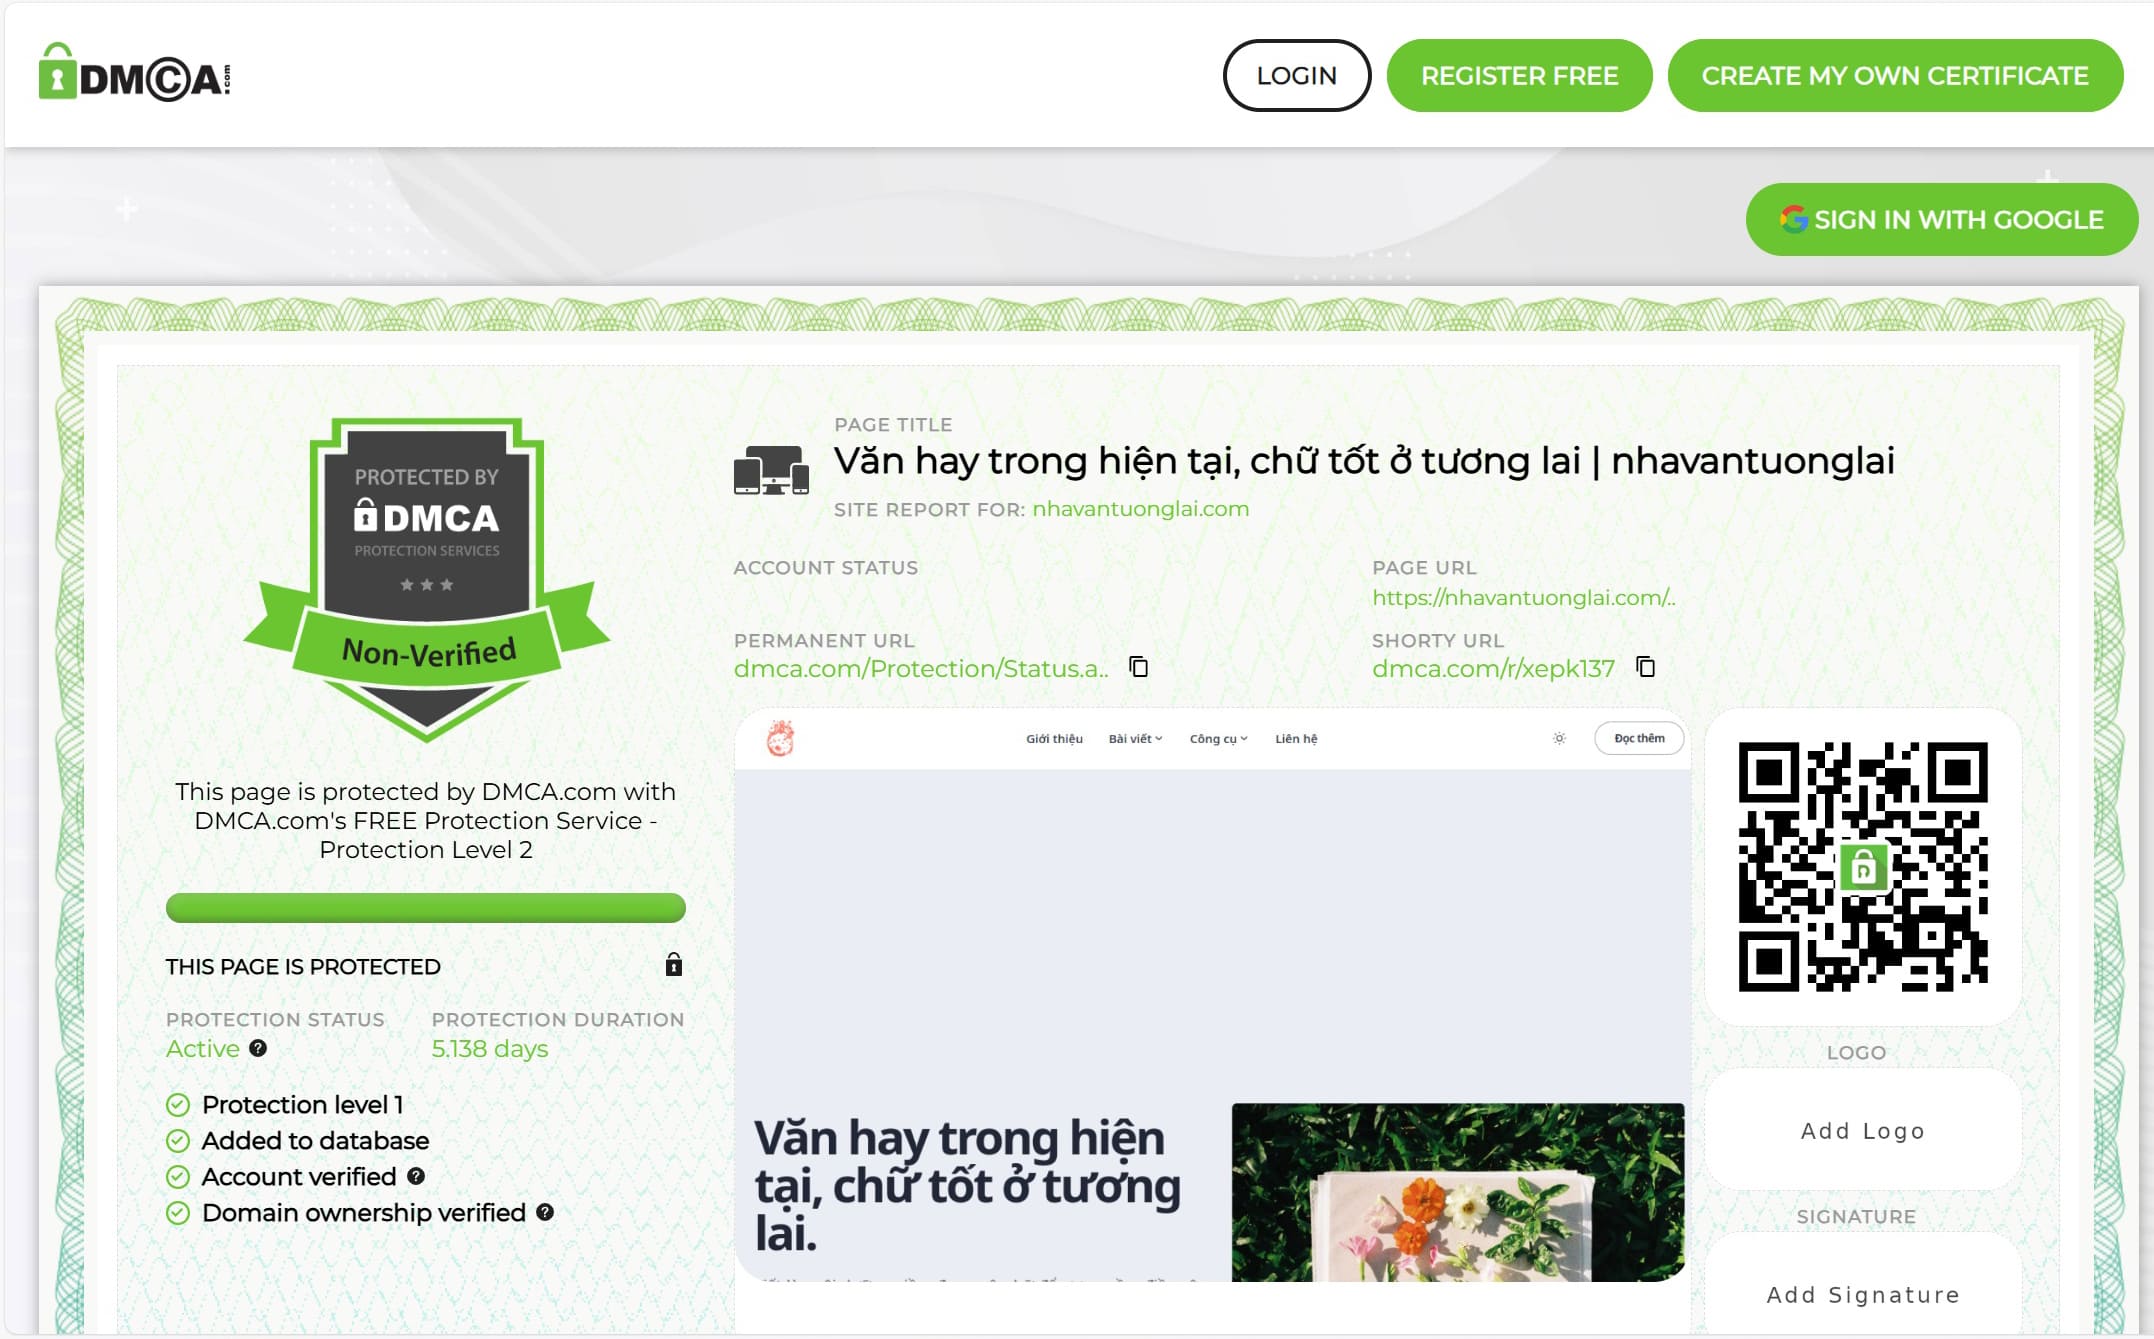 DMCA.com
LOGIN
REGISTER FREE
CREATE MY OWN CERTIFICATE
SIGN IN WITH GOOGLE
PROTECTED BY
DMCA
PROTECTION SERVICES
Non-Verified
This page is protected by DMCA.com with
DMCA.com's FREE Protection Service -
Protection Level 2
THIS PAGE IS PROTECTED
PROTECTION STATUS
Active
PROTECTION DURATION
5.138 days
Protection level 1
Added to database
Account verified
Domain ownership verified
PAGE TITLE
Văn hay trong hiện tại, chữ tốt ở tương lai | nhavantuonglai
SITE REPORT FOR: nhavantuonglai.com
ACCOUNT STATUS
PAGE URL
https://nhavantuonglai.com/..
PERMANENT URL
dmca.com/Protection/Status.a..
SHORTY URL
dmca.com/r/xepk137
Giới thiệu Bài viết Công cụ Liên hệ Đọc thêm
Văn hay trong hiện
tại, chữ tốt ở tương
lai.
LOGO
Add Logo
SIGNATURE
Add Signature